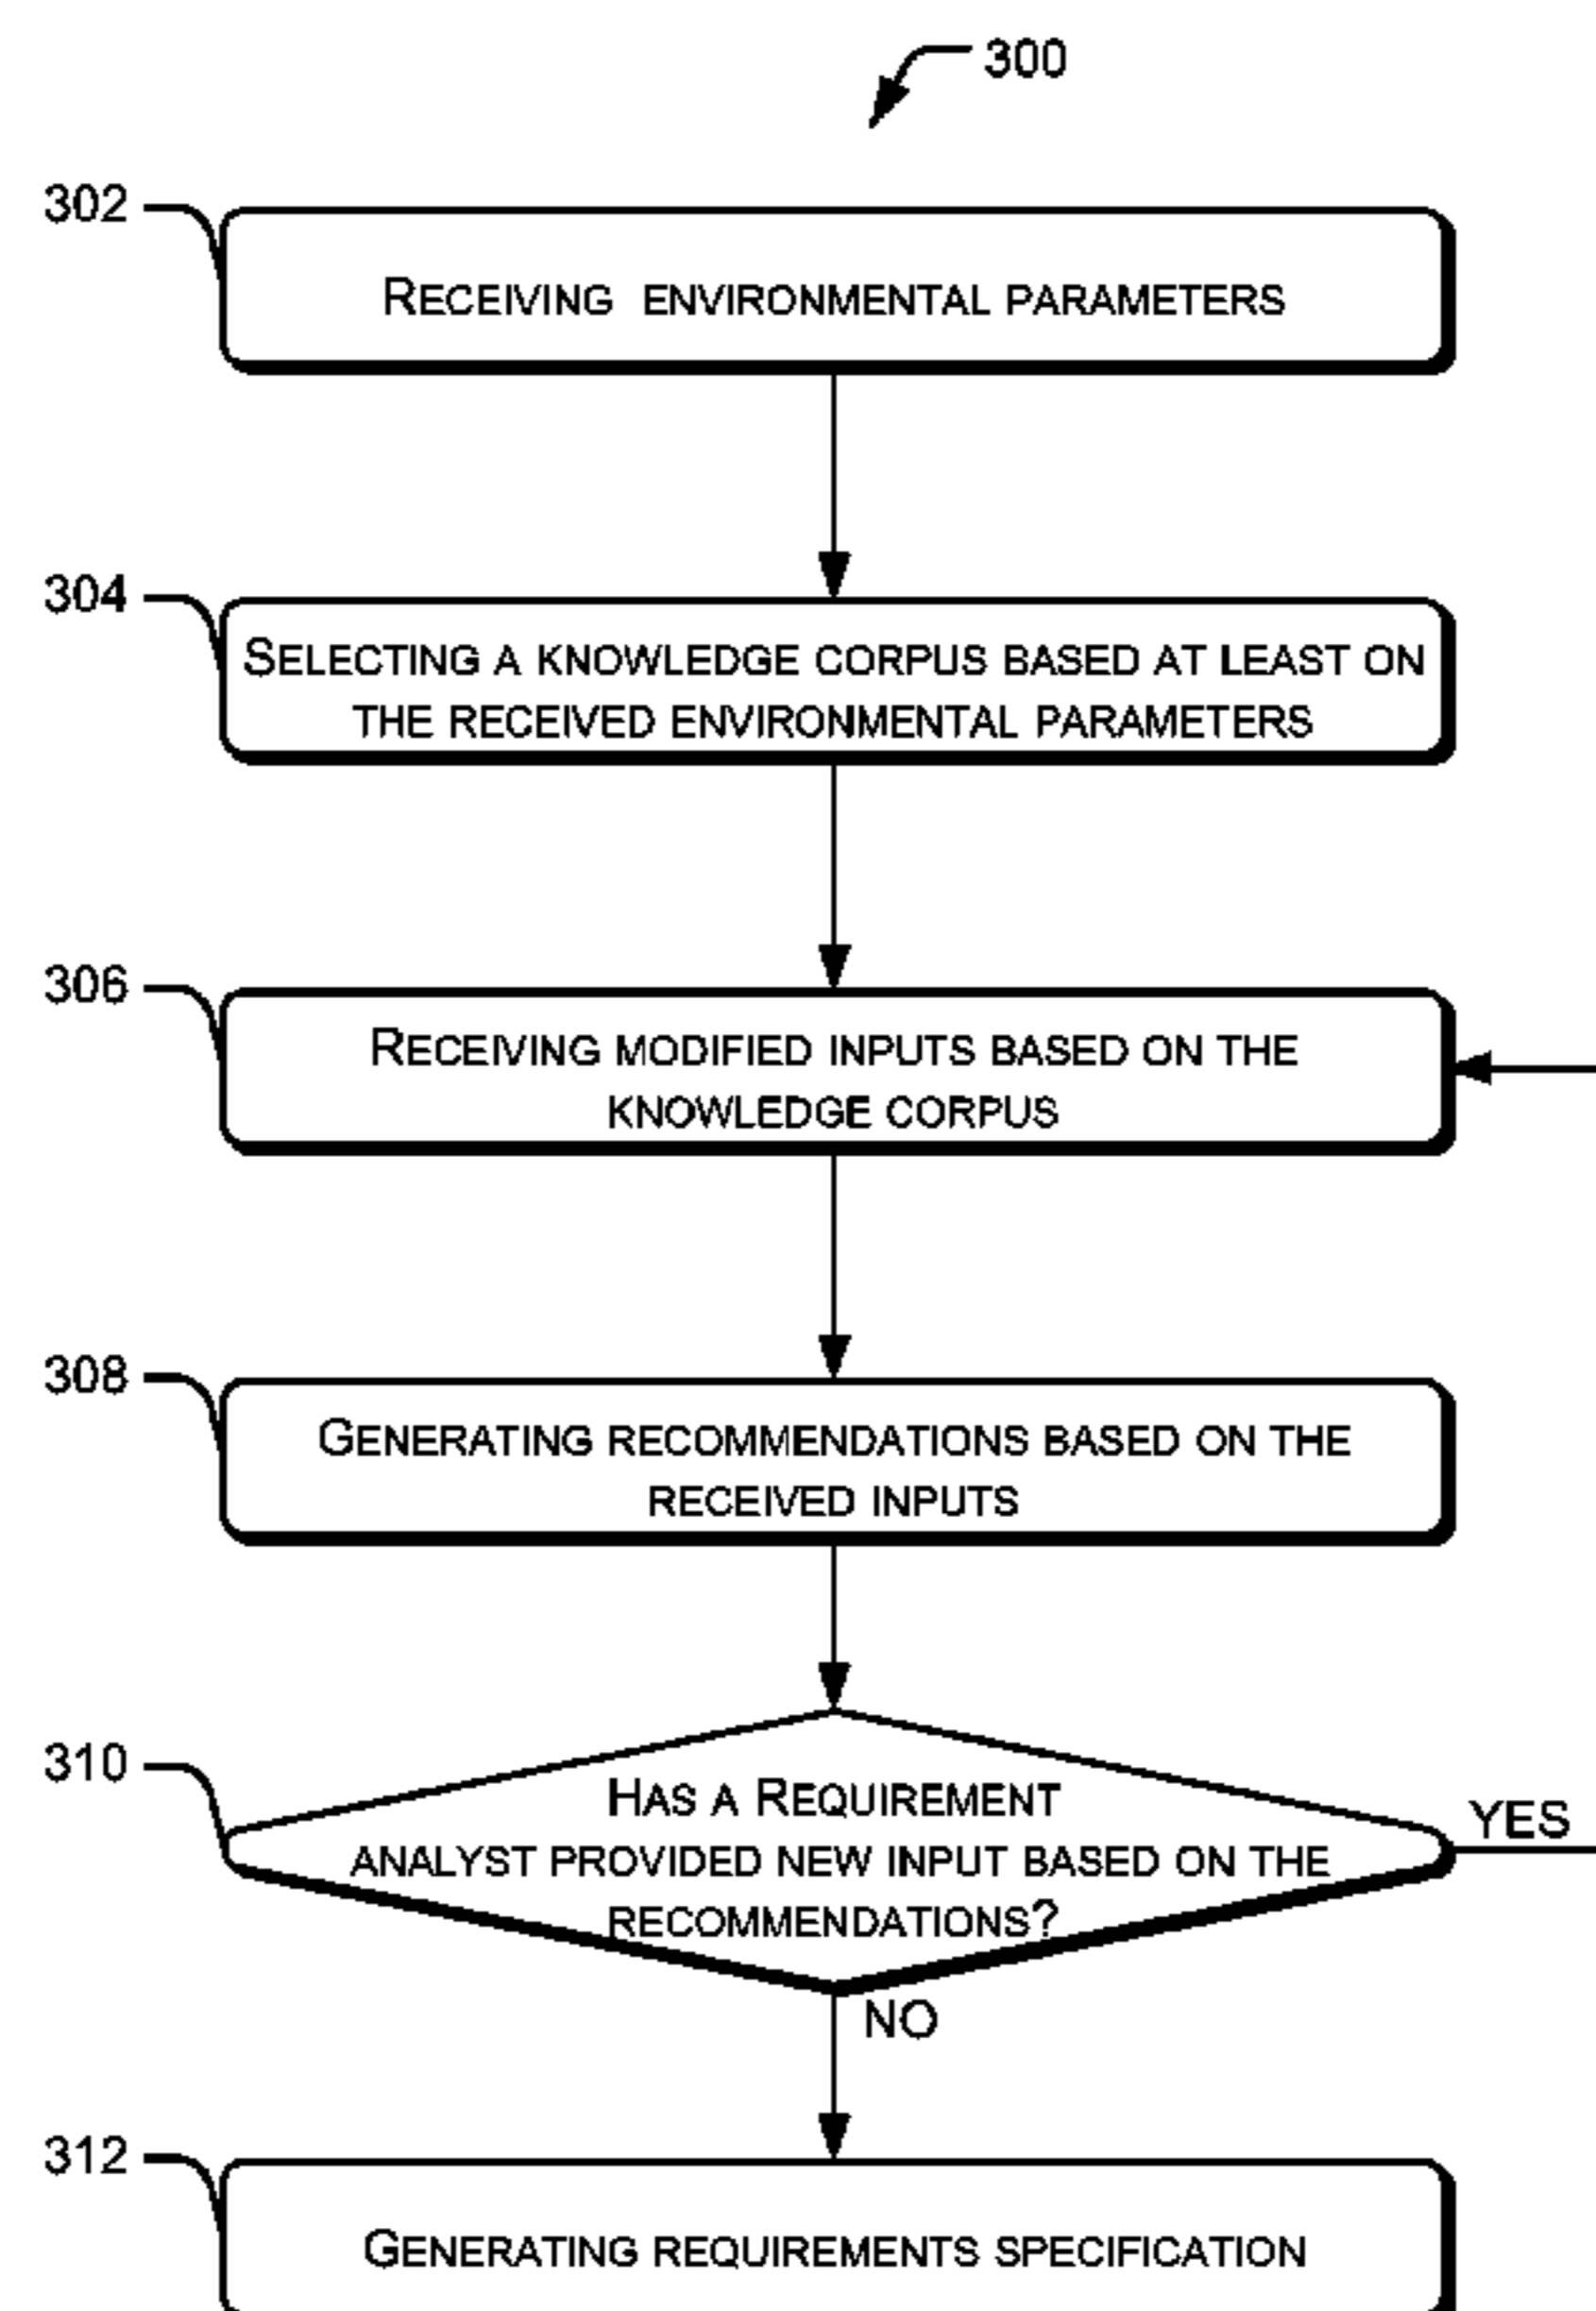 300
302
RECEIVING ENVIRONMENTAL PARAMETERS
304
SELECTING A KNOWLEDGE CORPUS BASED AT LEAST ON
THE RECEIVED ENVIRONMENTAL PARAMETERS
306
RECEIVING MODIFIED INPUTS BASED ON THE
KNOWLEDGE CORPUS
308
GENERATING RECOMMENDATIONS BASED ON THE
RECEIVED INPUTS
310
HAS A REQUIREMENT
ANALYST PROVIDED NEW INPUT BASED ON THE
RECOMMENDATIONS?
YES
NO
312
GENERATING REQUIREMENTS SPECIFICATION